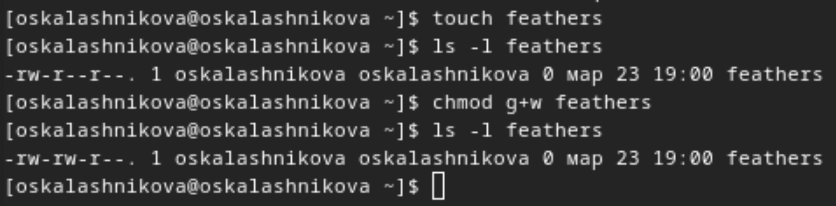 [oskalashnikova@oskalashnikova ~]$ touch feathers
[oskalashnikova@oskalashnikova ~]$ ls -l feathers
-rw-r--r--. 1 oskalashnikova oskalashnikova 0 мар 23 19:00 feathers
[oskalashnikova@oskalashnikova ~]$ chmod g+w feathers
[oskalashnikova@oskalashnikova ~]$ ls -l feathers
-rw-rw-r--. 1 oskalashnikova oskalashnikova 0 мар 23 19:00 feathers
[oskalashnikova@oskalashnikova ~]$